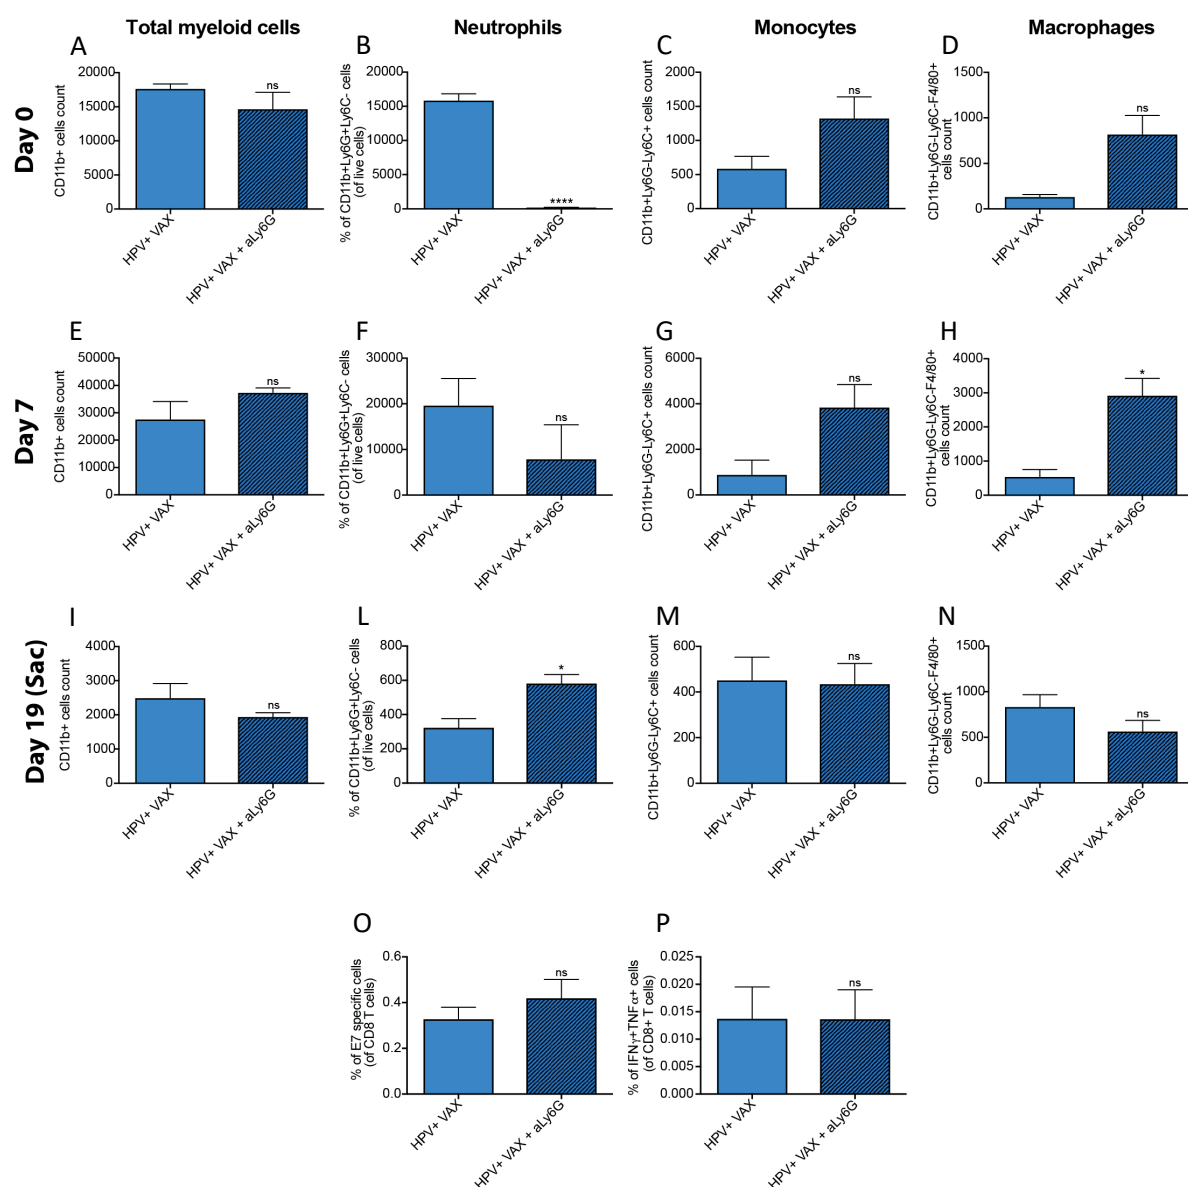 Total myeloid cells
Neutrophils
Monocytes
Macrophages
Day 0
A
CD11b+ cells count
20000
15000
10000
5000
0
ns
HPV+ VAX
HPV+ VAX + aLy6G
B
% of CD11b+Ly6G+Ly6C- cells
(of live cells)
20000
15000
10000
5000
0
****
HPV+ VAX
HPV+ VAX + aLy6G
C
CD11b+Ly6G-Ly6C+ cells count
2000
1500
1000
500
0
ns
HPV+ VAX
HPV+ VAX + aLy6G
D
CD11b+Ly6G-Ly6C-F4/80+
cells count
1500
1000
500
0
ns
HPV+ VAX
HPV+ VAX + aLy6G
Day 7
E
CD11b+ cells count
50000
40000
30000
20000
10000
0
ns
HPV+ VAX
HPV+ VAX + aLy6G
F
% of CD11b+Ly6G+Ly6C- cells
(of live cells)
30000
20000
10000
0
ns
HPV+ VAX
HPV+ VAX + aLy6G
G
CD11b+Ly6G-Ly6C+ cells count
6000
4000
2000
0
ns
HPV+ VAX
HPV+ VAX + aLy6G
H
CD11b+Ly6G-Ly6C-F4/80+
cells count
4000
3000
2000
1000
0
*
HPV+ VAX
HPV+ VAX + aLy6G
Day 19 (Sac)
I
CD11b+ cells count
4000
3000
2000
1000
0
ns
HPV+ VAX
HPV+ VAX + aLy6G
L
% of CD11b+Ly6G+Ly6C- cells
(of live cells)
800
600
400
200
0
*
HPV+ VAX
HPV+ VAX + aLy6G
M
CD11b+Ly6G-Ly6C+ cells count
600
400
200
0
ns
HPV+ VAX
HPV+ VAX + aLy6G
N
CD11b+Ly6G-Ly6C-F4/80+
cells count
1500
1000
500
0
ns
HPV+ VAX
HPV+ VAX + aLy6G
O
% of E7 specific cells
(of CD8 T cells)
0.6
0.4
0.2
0.0
ns
HPV+ VAX
HPV+ VAX + aLy6G
P
% of IFNγ+TNFα+ cells
(of CD8+ T cells)
0.025
0.020
0.015
0.010
0.005
0.000
ns
HPV+ VAX
HPV+ VAX + aLy6G